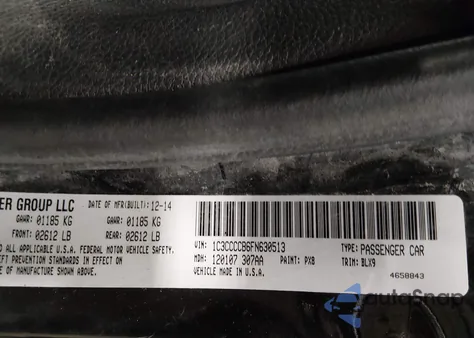 ER GROUP LLC
DATE OF MFR(BUILT): 12-14
GAWR: 01185 KG
GAWR: 01185 KG
FRONT: 02612 LB
REAR: 02612 LB
D ALL APPLICABLE U.S.A. FEDERAL MOTOR VEHICLE SAFETY,
EFT PREVENTION STANDARDS IN EFFECT
E OF MANUFACTURE SHOWN ABOVE.
VIN: 1C3CCCCB6FN630513
TYPE: PASSENGER CAR
MDH: 120107 307AA
PAINT: PX8
TRIM: BLX9
VEHICLE MADE IN U.S.A.
4658843
autoSnap